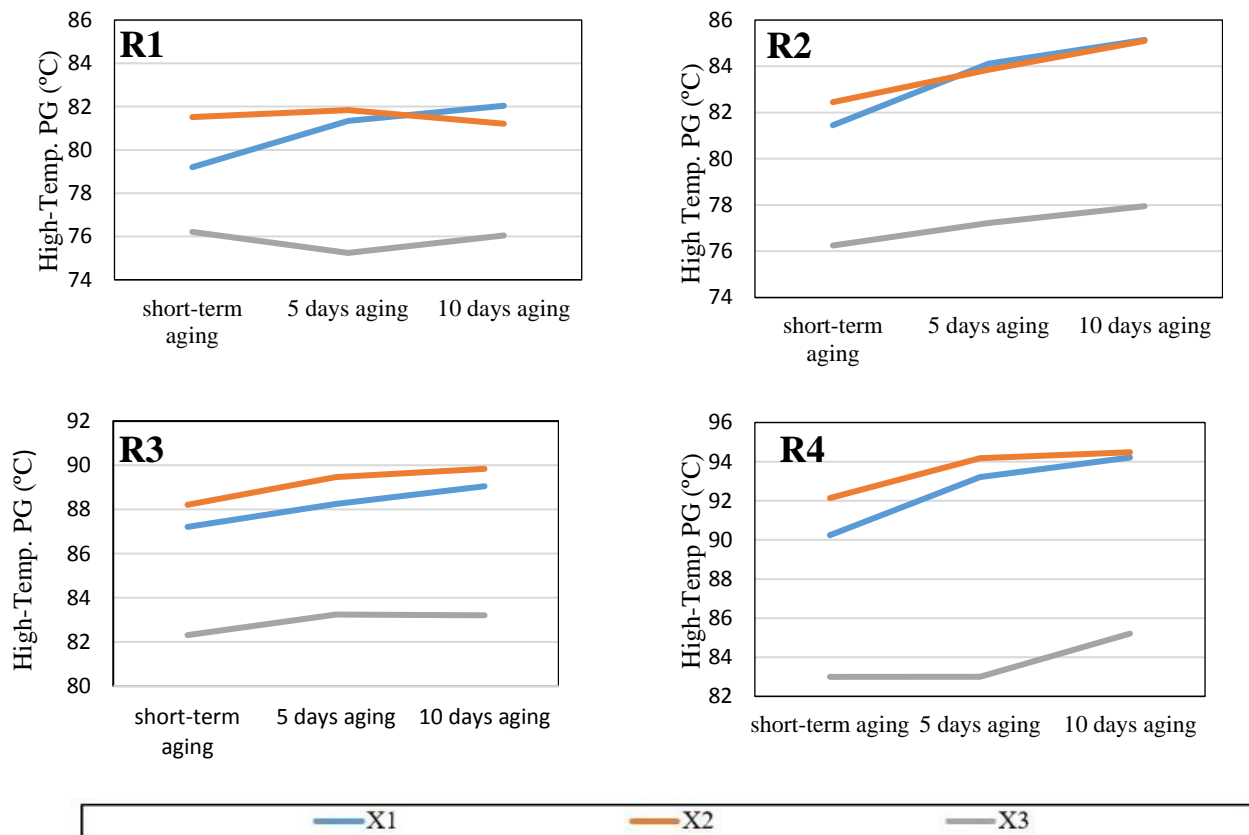 R1
High-Temp. PG (ºC)
86
84
82
80
78
76
74
short-term
aging
5 days aging
10 days aging
R2
High Temp. PG (ºC)
86
84
82
80
78
76
74
short-term
aging
5 days aging
10 days aging
R3
High-Temp. PG (ºC)
92
90
88
86
84
82
80
short-term
aging
5 days aging
10 days aging
R4
High-Temp PG (ºC)
96
94
92
90
88
86
84
82
short-term aging
5 days aging
10 days aging
X1 X2 X3